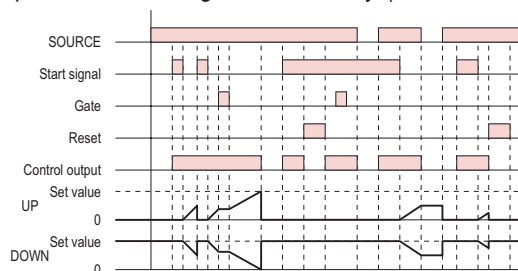 SOURCE
Start signal
Gate
Reset
Control output
Set value
UP
0
Set value
DOWN
0